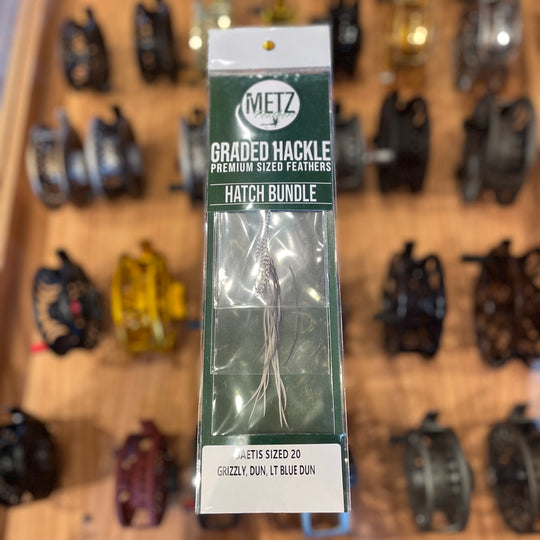 METZ
GRADED HACKLE
PREMIUM SIZED FEATHERS
HATCH BUNDLE
BAETIS SIZED 20
GRIZZLY, DUN, LT BLUE DUN